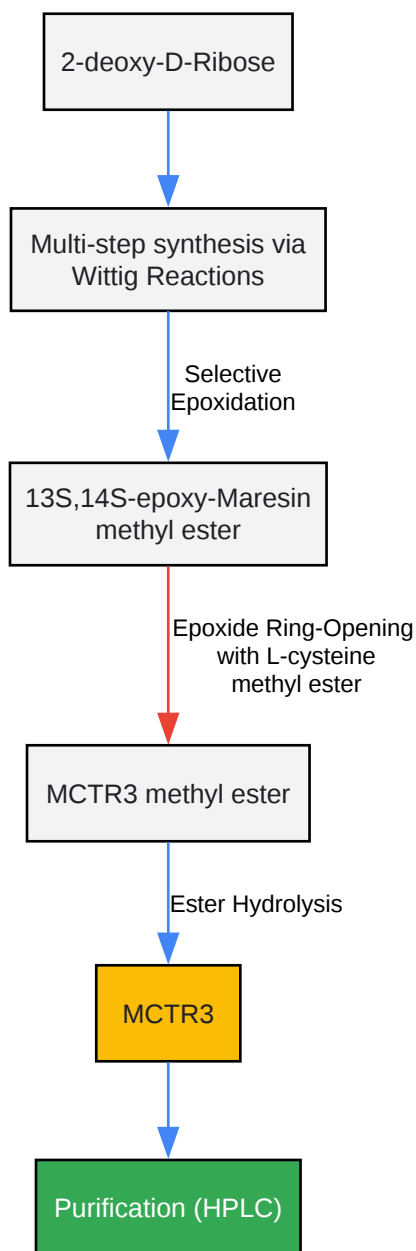 2-deoxy-D-Ribose
Multi-step synthesis via
Wittig Reactions
Selective
Epoxidation
13S,14S-epoxy-Maresin
methyl ester
Epoxide Ring-Opening
with L-cysteine
methyl ester
MCTR3 methyl ester
Ester Hydrolysis
MCTR3
Purification (HPLC)